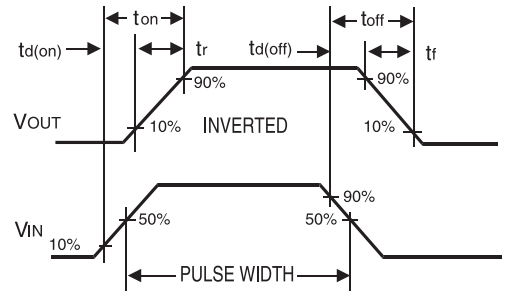 ton toff
td(on) tr td(off) tf
90% 90%
VOUT 10% INVERTED 10%
90%
VIN 50% 50%
10%
PULSE WIDTH